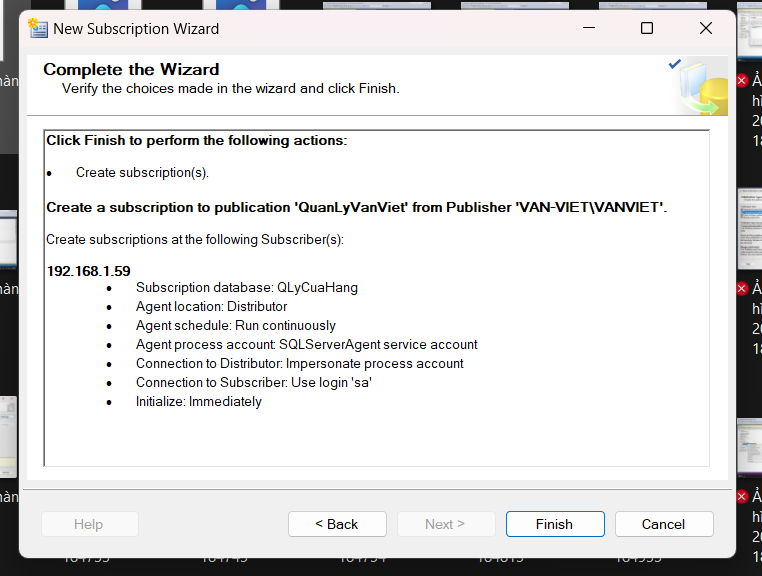 New Subscription Wizard
Complete the Wizard
Verify the choices made in the wizard and click Finish.
Click Finish to perform the following actions:
• Create subscription(s).
Create a subscription to publication 'QuanLyVanViet' from Publisher 'VAN-VIET\VANVIET'.
Create subscriptions at the following Subscriber(s):
192.168.1.59
• Subscription database: QLyCuaHang
• Agent location: Distributor
• Agent schedule: Run continuously
• Agent process account: SQLServerAgent service account
• Connection to Distributor: Impersonate process account
• Connection to Subscriber: Use login 'sa'
• Initialize: Immediately
Help
< Back
Next >
Finish
Cancel